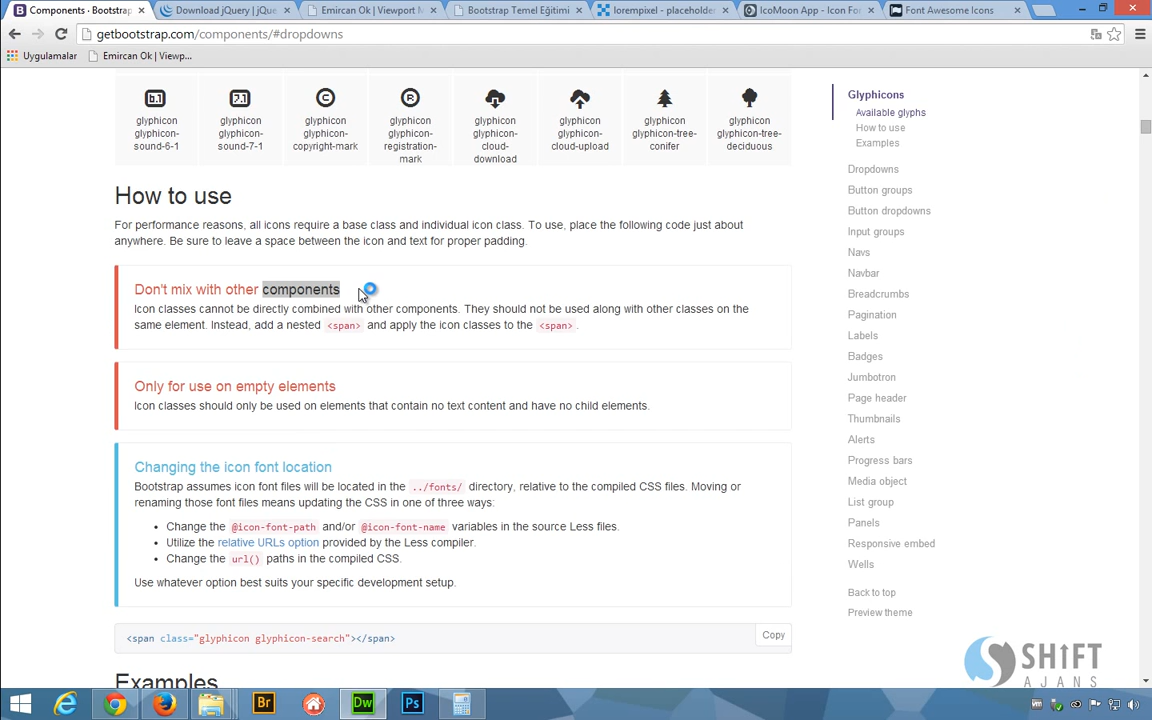 Components · Bootstrap
Download jQuery | jQue
Emircan Ok | Viewport M
Bootstrap Temel Eğitimi
lorempixel - placeholder
IcoMoon App - Icon Fon
Font Awesome Icons
getbootstrap.com/components/#dropdowns
Uygulamalar
Emircan Ok | Viewp...
glyphicon glyphicon-sound-6-1
glyphicon glyphicon-sound-7-1
glyphicon glyphicon-copyright-mark
glyphicon glyphicon-registration-mark
glyphicon glyphicon-cloud-download
glyphicon glyphicon-cloud-upload
glyphicon glyphicon-tree-conifer
glyphicon glyphicon-tree-deciduous
How to use
For performance reasons, all icons require a base class and individual icon class. To use, place the following code just about
anywhere. Be sure to leave a space between the icon and text for proper padding.
Don't mix with other components
Icon classes cannot be directly combined with other components. They should not be used along with other classes on the
same element. Instead, add a nested <span> and apply the icon classes to the <span>.
Only for use on empty elements
Icon classes should only be used on elements that contain no text content and have no child elements.
Changing the icon font location
Bootstrap assumes icon font files will be located in the ../fonts/ directory, relative to the compiled CSS files. Moving or
renaming those font files means updating the CSS in one of three ways:
• Change the @icon-font-path and/or @icon-font-name variables in the source Less files.
• Utilize the relative URLs option provided by the Less compiler.
• Change the url() paths in the compiled CSS.
Use whatever option best suits your specific development setup.
<span class="glyphicon glyphicon-search"></span>
Copy
Examples
Glyphicons
Available glyphs
How to use
Examples
Dropdowns
Button groups
Button dropdowns
Input groups
Navs
Navbar
Breadcrumbs
Pagination
Labels
Badges
Jumbotron
Page header
Thumbnails
Alerts
Progress bars
Media object
List group
Panels
Responsive embed
Wells
Back to top
Preview theme
SHIFT
AJANS
Br
Dw
Ps